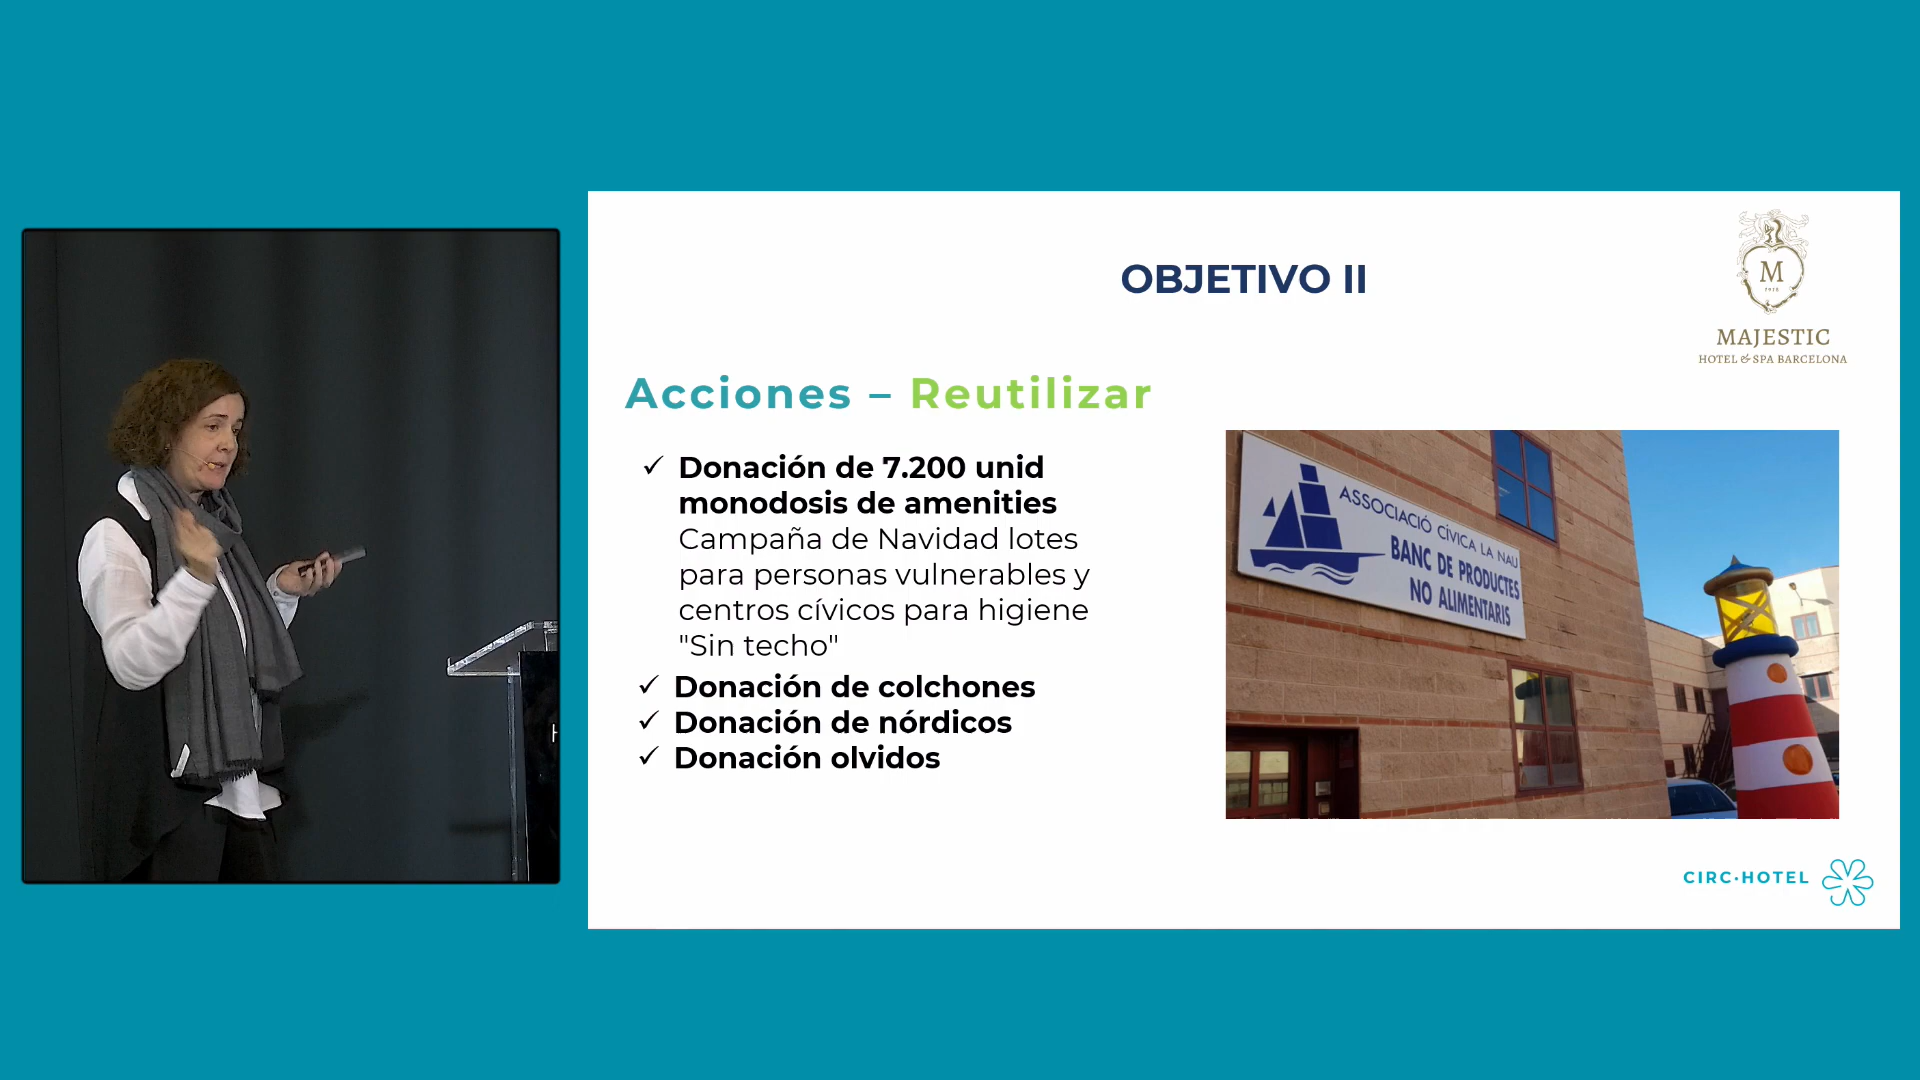 OBJETIVO II
M
MAJESTIC
HOTEL & SPA BARCELONA
Acciones – Reutilizar
✓ Donación de 7.200 unid
monodosis de amenities
Campaña de Navidad lotes
para personas vulnerables y
centros cívicos para higiene
"Sin techo"
✓ Donación de colchones
✓ Donación de nórdicos
✓ Donación olvidos
ASSOCIACIÓ CÍVICA LA NAU
BANC DE PRODUCTES
NO ALIMENTARIS
H
CIRC·HOTEL